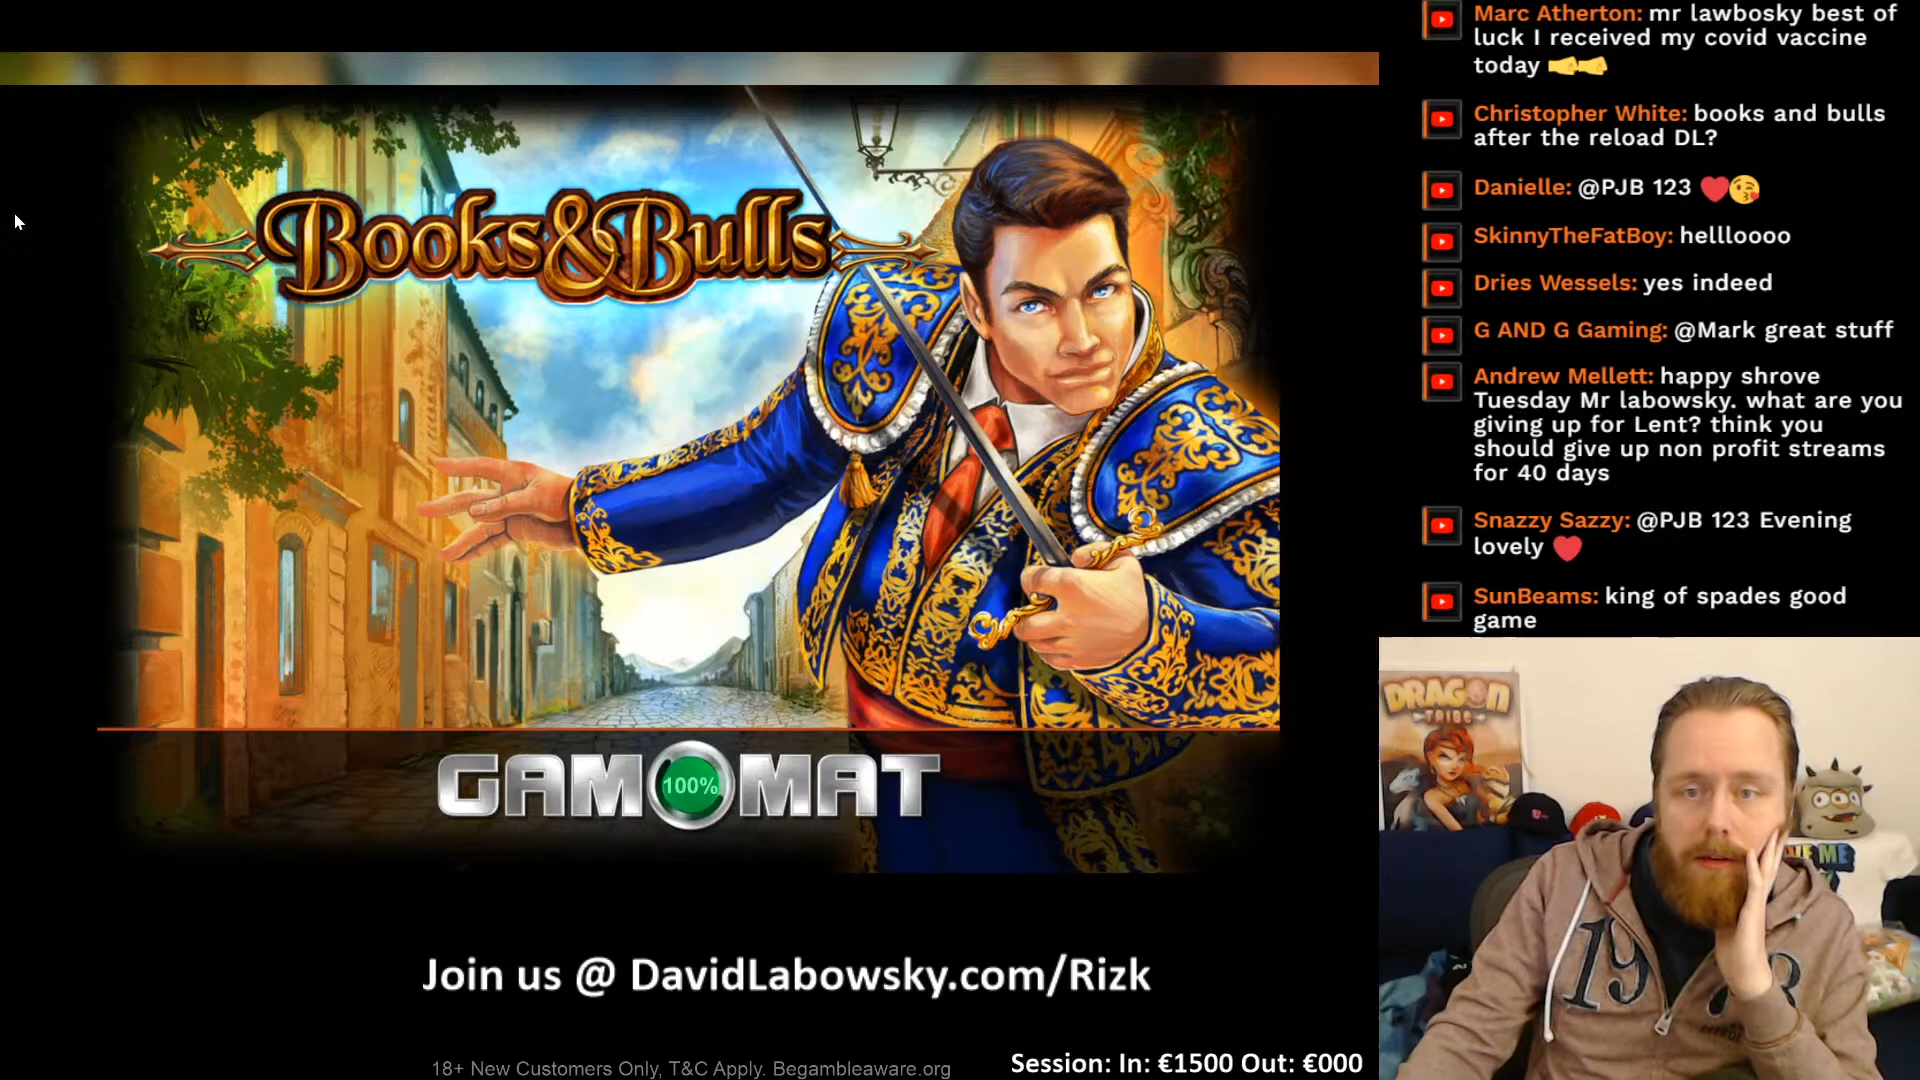 Books&Bulls
GAMOMAT
100%
Join us @ DavidLabowsky.com/Rizk
18+ New Customers Only, T&C Apply. Begambleaware.org
Session: In: €1500 Out: €000
Marc Atherton: mr lawbosky best of
luck I received my covid vaccine
today 🤛🤜
Christopher White: books and bulls
after the reload DL?
Danielle: @PJB 123 ❤️😘
SkinnyTheFatBoy: hellloooo
Dries Wessels: yes indeed
G AND G Gaming: @Mark great stuff
Andrew Mellett: happy shrove
Tuesday Mr labowsky. what are you
giving up for Lent? think you
should give up non profit streams
for 40 days
Snazzy Sazzy: @PJB 123 Evening
lovely ❤️
SunBeams: king of spades good
game
DRAGON
TRIBE
ME
19 3